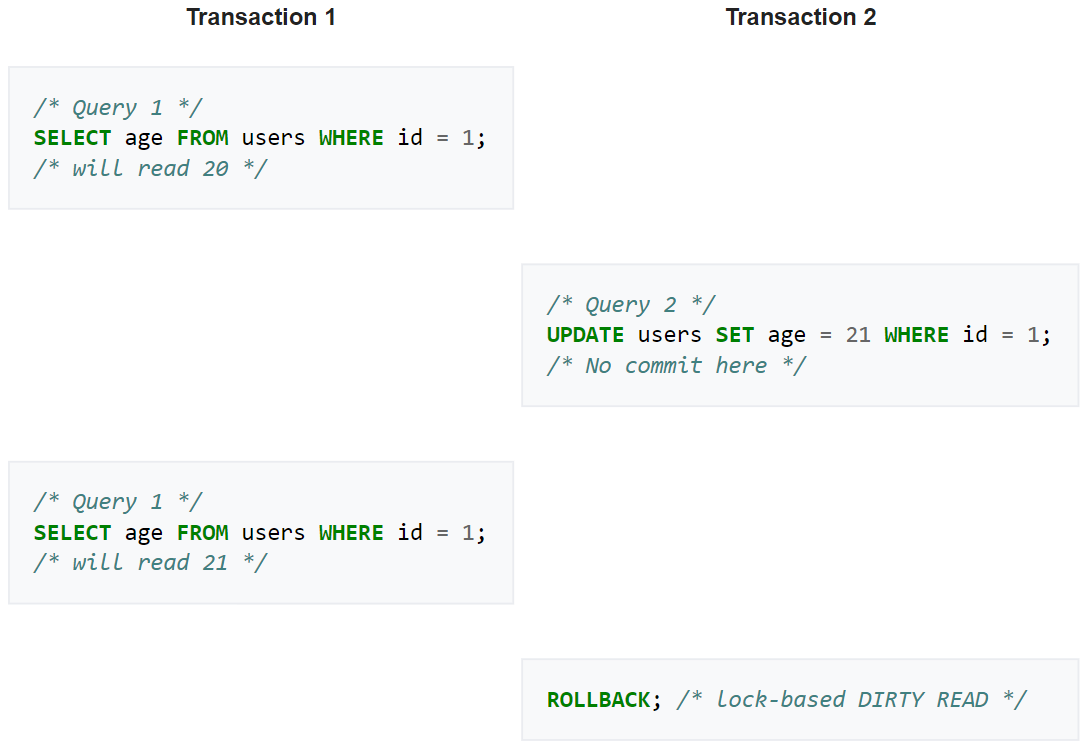 Transaction 1
Transaction 2
/* Query 1 */
SELECT age FROM users WHERE id = 1;
/* will read 20 */
/* Query 2 */
UPDATE users SET age = 21 WHERE id = 1;
/* No commit here */
/* Query 1 */
SELECT age FROM users WHERE id = 1;
/* will read 21 */
ROLLBACK; /* lock-based DIRTY READ */